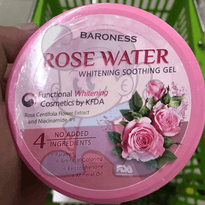 BARONESS
ROSE WATER
WHITENING SOOTHING GEL
Functional Whitening
Cosmetics by KFDA
Rosa Centifolia Flower Extract
and Niacinamide
4 NO ADDED
INGREDIENTS